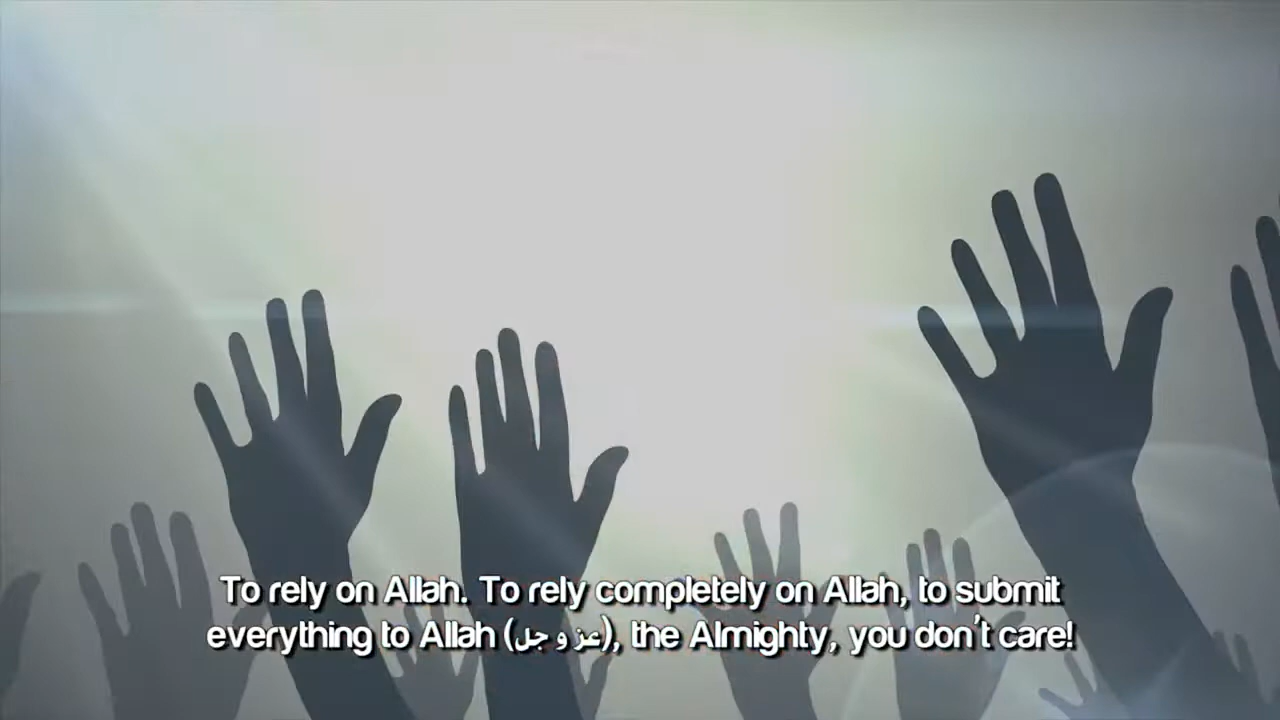 To rely on Allah. To rely completely on Allah, to submit
everything to Allah (عز و جل), the Almighty, you don't care!